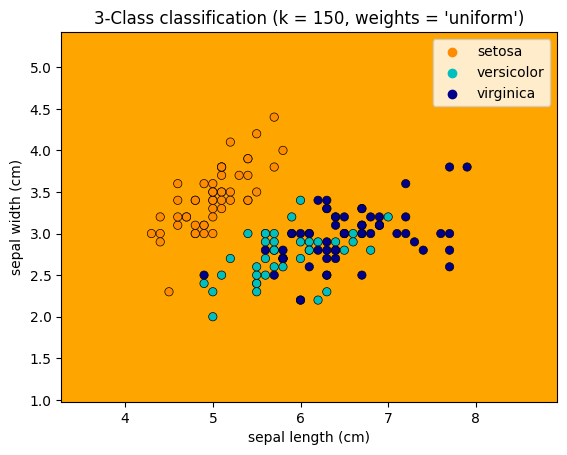 3-Class classification (k = 150, weights = 'uniform')
setosa
versicolor
virginica
sepal width (cm)
5.0
4.5
4.0
3.5
3.0
2.5
2.0
1.5
1.0
4 5 6 7 8
sepal length (cm)